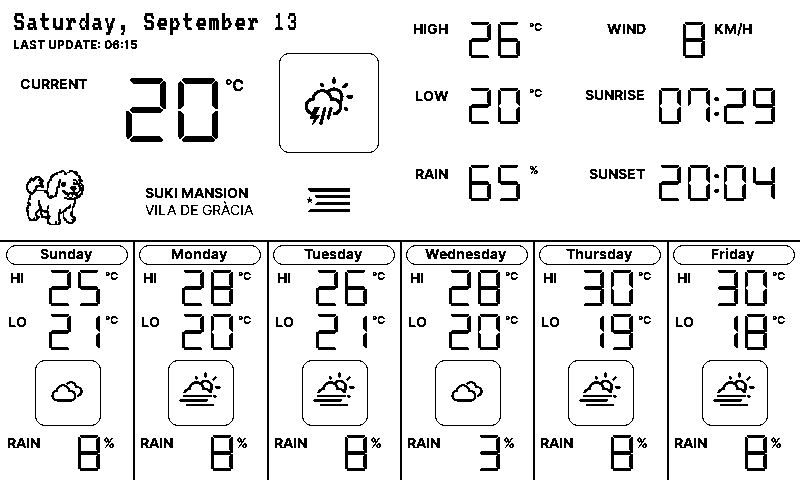 Saturday, September 13
LAST UPDATE: 06:15
CURRENT 20 °C
SUKI MANSION
VILA DE GRÀCIA
HIGH 26 °C
LOW 20 °C
RAIN 65 %
WIND 8 KM/H
SUNRISE 07:29
SUNSET 20:04
Sunday
HI 25 °C
LO 21 °C
RAIN 8 %
Monday
HI 28 °C
LO 20 °C
RAIN 8 %
Tuesday
HI 26 °C
LO 21 °C
RAIN 8 %
Wednesday
HI 28 °C
LO 20 °C
RAIN 3 %
Thursday
HI 30 °C
LO 19 °C
RAIN 8 %
Friday
HI 30 °C
LO 18 °C
RAIN 8 %